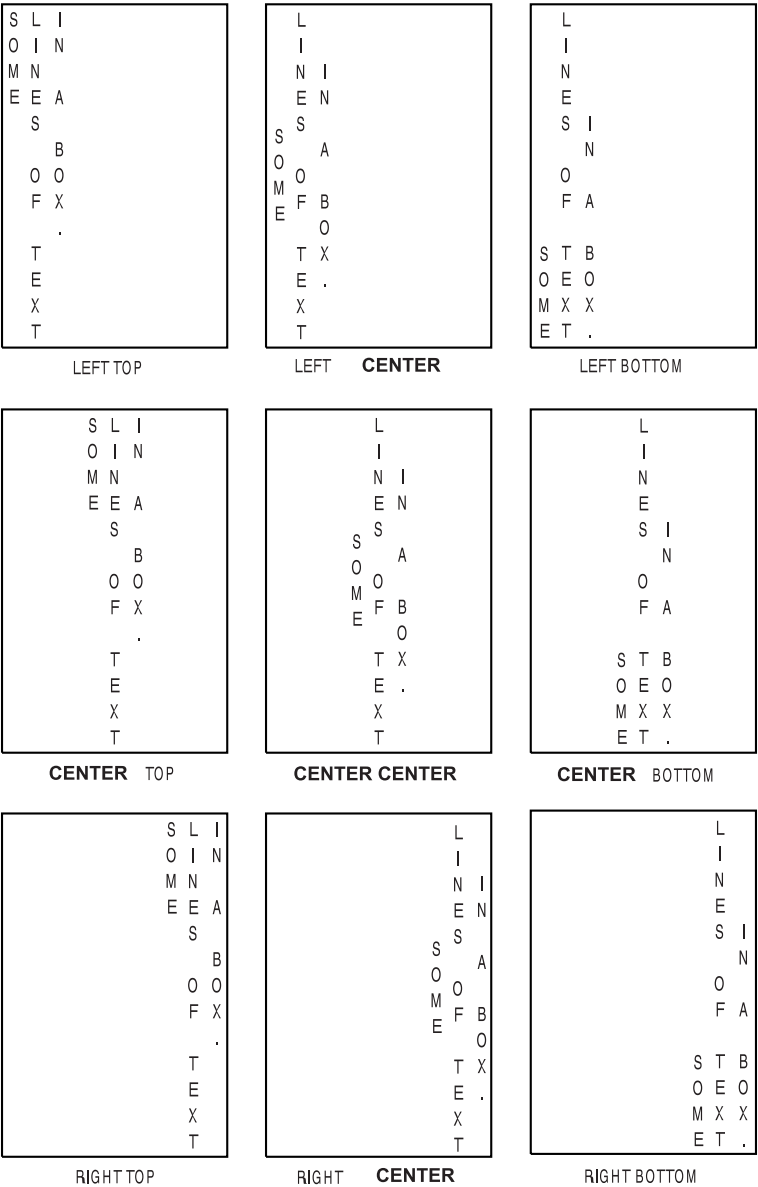 SOME
LINES OF TEXT
IN A BOX.
LEFT TOP
SOME
LINES OF TEXT
IN A BOX.
LEFT CENTER
SOME
LINES OF TEXT
IN A BOX.
LEFT BOTTOM
SOME
LINES OF TEXT
IN A BOX.
CENTER TOP
SOME
LINES OF TEXT
IN A BOX.
CENTER CENTER
SOME
LINES OF TEXT
IN A BOX.
CENTER BOTTOM
SOME
LINES OF TEXT
IN A BOX.
RIGHT TOP
SOME
LINES OF TEXT
IN A BOX.
RIGHT CENTER
SOME
LINES OF TEXT
IN A BOX.
RIGHT BOTTOM